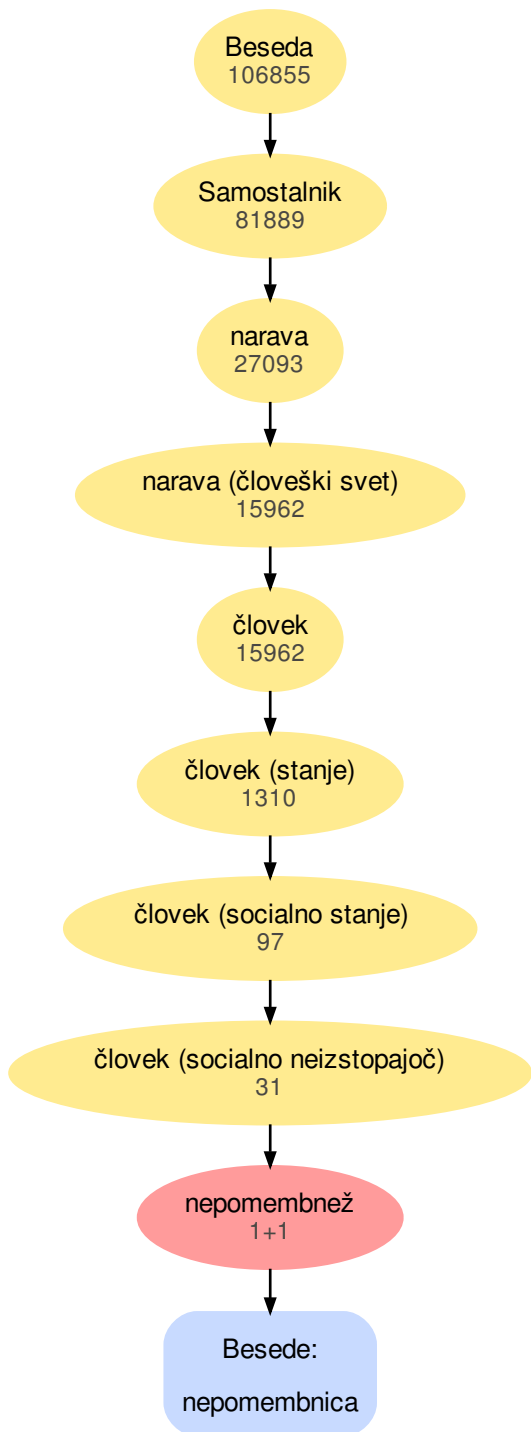 Beseda
106855
Samostalnik
81889
narava
27093
narava (človeški svet)
15962
človek
15962
človek (stanje)
1310
človek (socialno stanje)
97
človek (socialno neizstopajoč)
31
nepomembnež
1+1
Besede:
nepomembnica